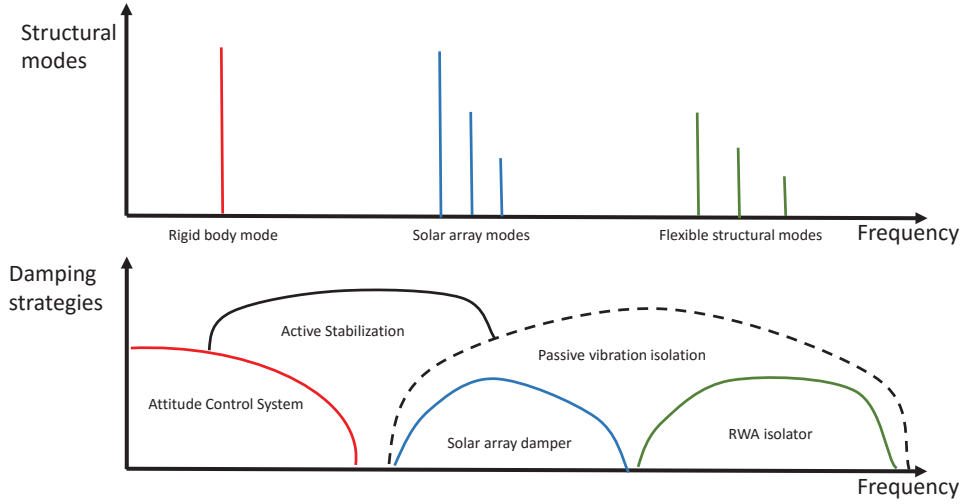 Structural
modes
Rigid body mode
Solar array modes
Flexible structural modes
Frequency
Damping
strategies
Active Stabilization
Passive vibration isolation
Attitude Control System
Solar array damper
RWA isolator
Frequency